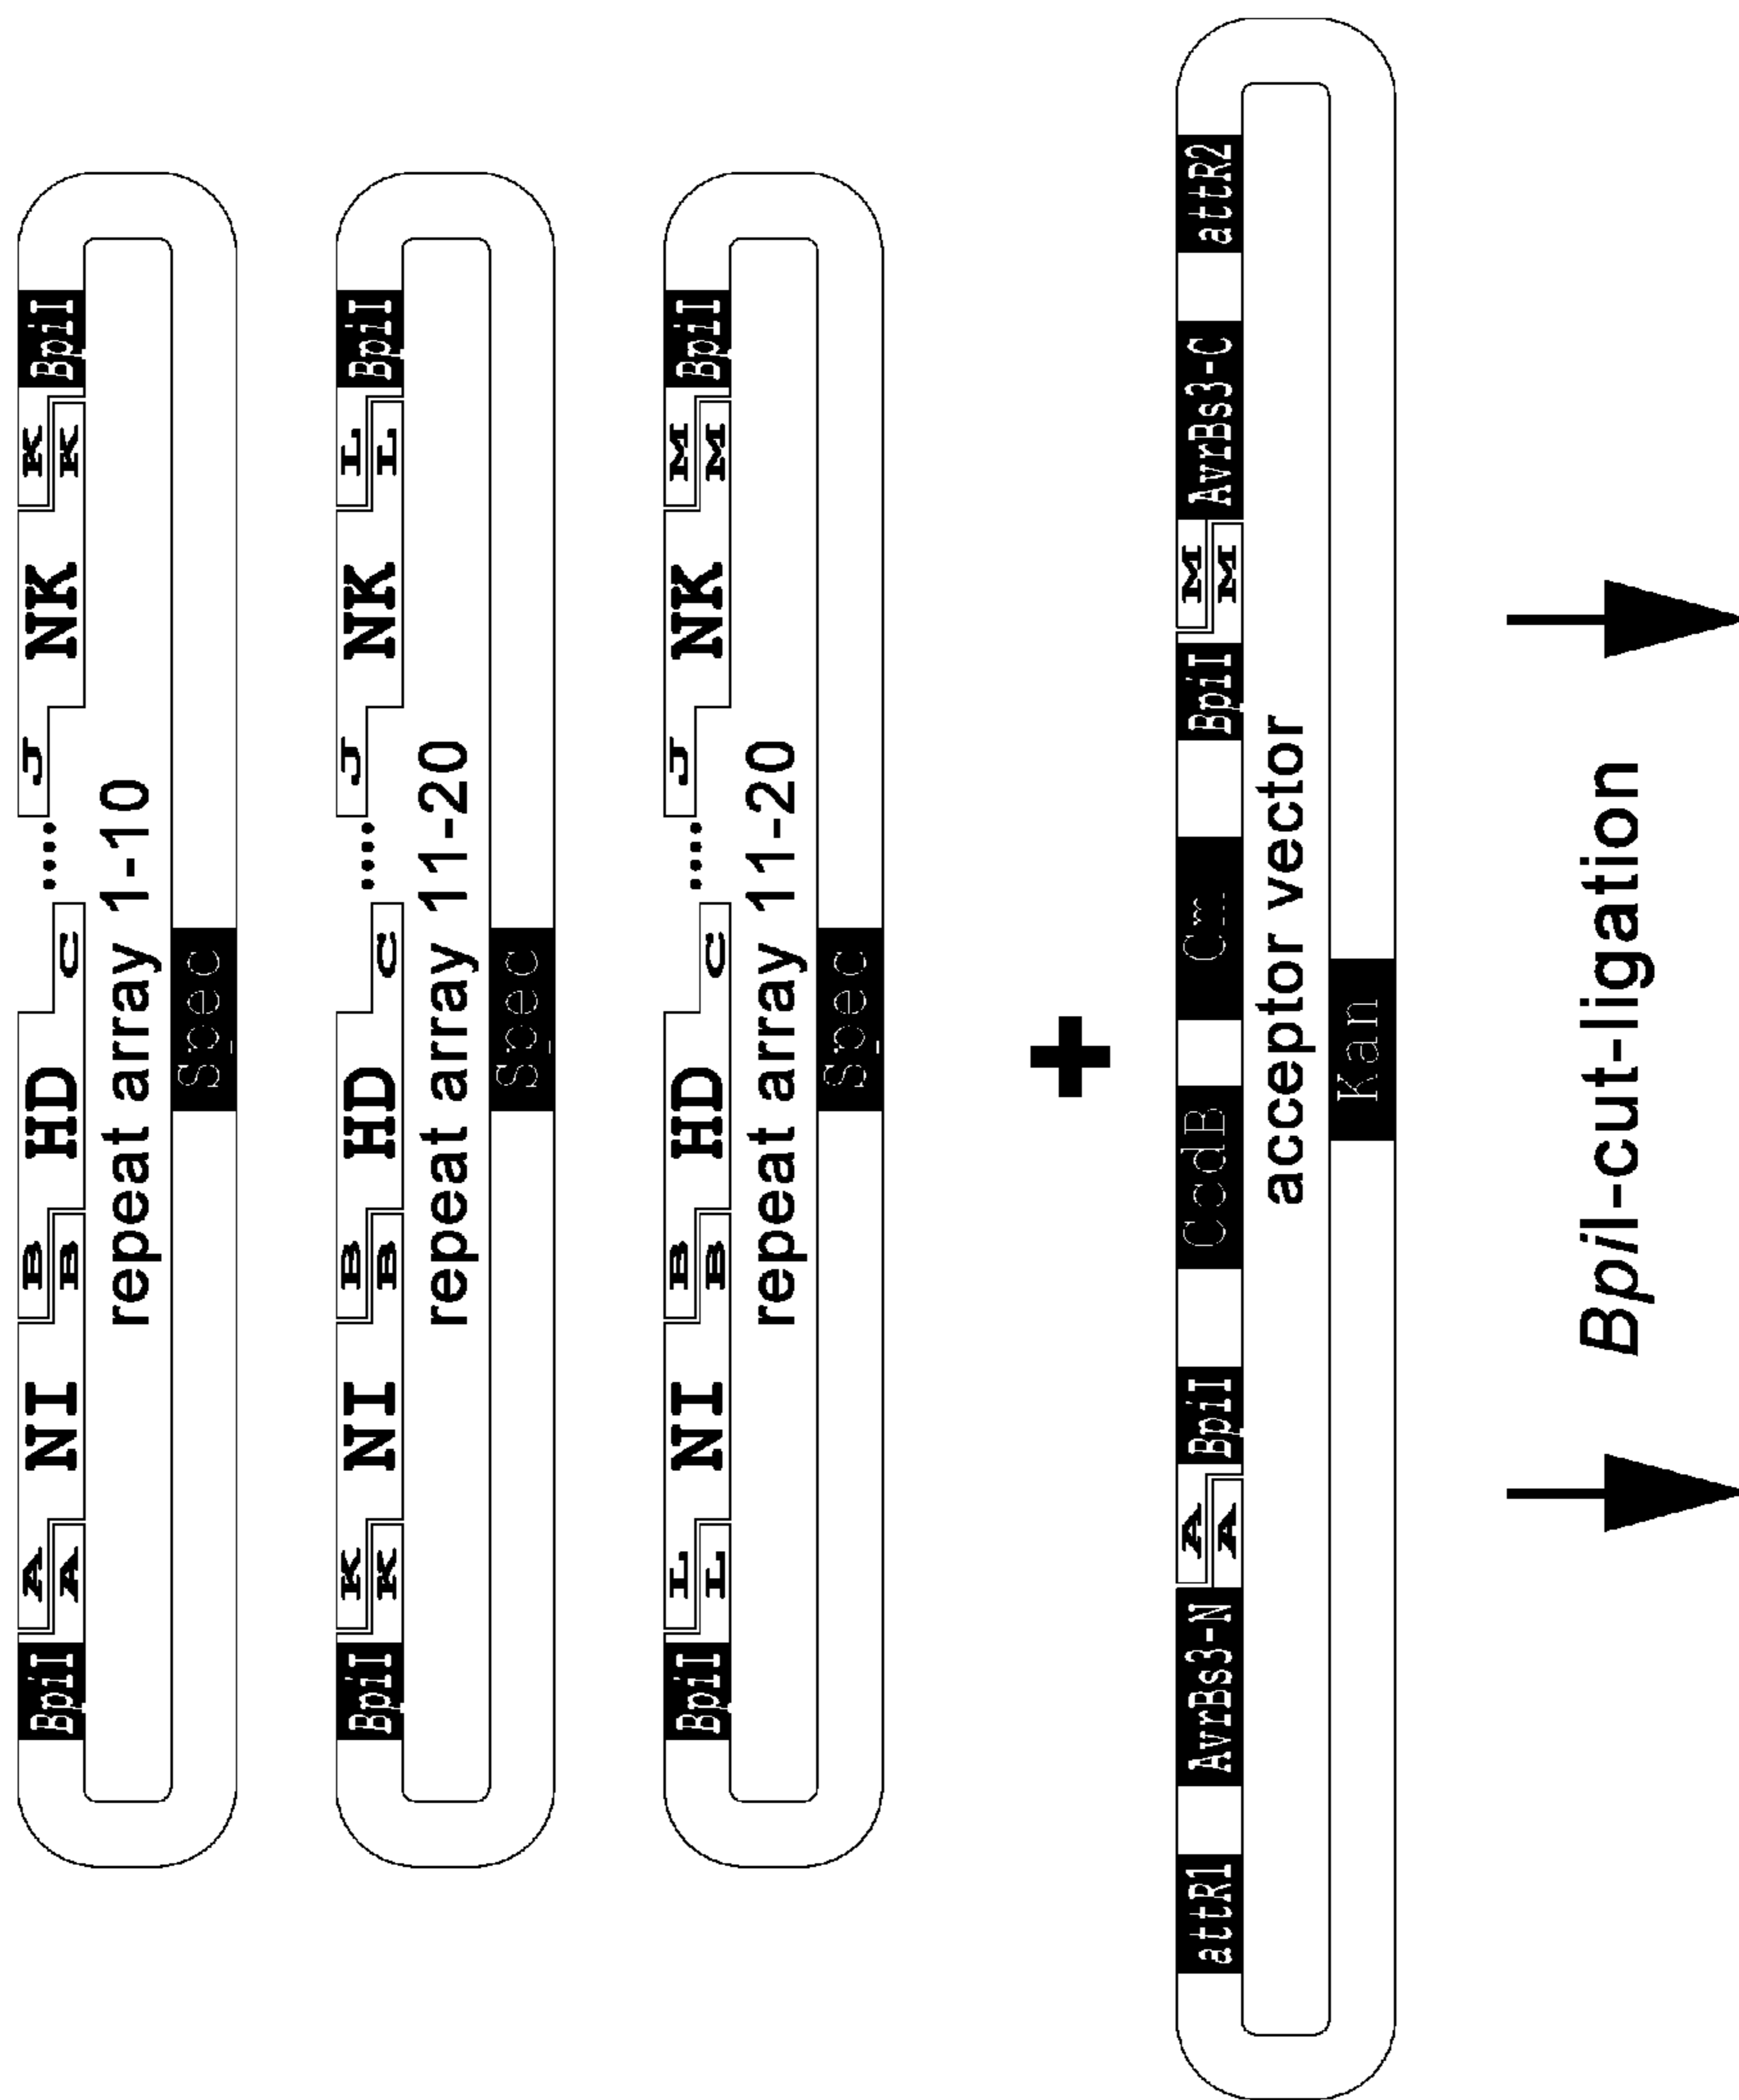 BpiI A A NI B B HD C .... J NK K K BpiI
repeat array 1-10
Spec
BpiI K K NI B B HD C .... J NK L L BpiI
repeat array 11-20
Spec
BpiI L L NI B B HD C .... J NK M M BpiI
repeat array 11-20
Spec
+
attR1 AvrBs3-N A A BpiI CcdB Cm BpiI M M AvrBs3-C attR2
acceptor vector
Kan
BpiI-cut-ligation